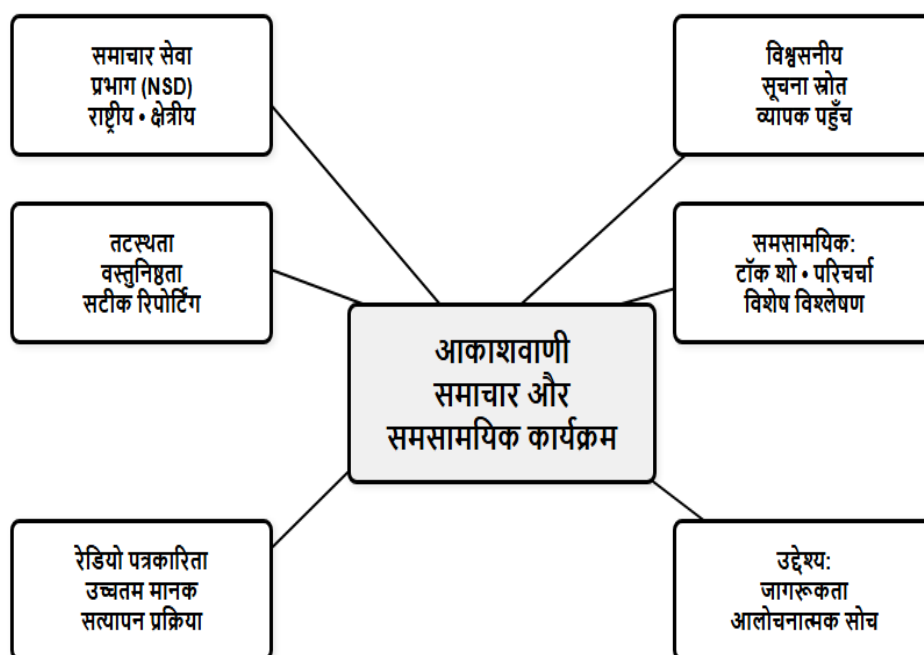 समाचार सेवा
प्रभाग (NSD)
राष्ट्रीय • क्षेत्रीय
विश्वसनीय
सूचना स्रोत
व्यापक पहुँच
तटस्थता
वस्तुनिष्ठता
सटीक रिपोर्टिंग
समसामयिक:
टॉक शो • परिचर्चा
विशेष विश्लेषण
आकाशवाणी
समाचार और
समसामयिक कार्यक्रम
रेडियो पत्रकारिता
उच्चतम मानक
सत्यापन प्रक्रिया
उद्देश्य:
जागरूकता
आलोचनात्मक सोच